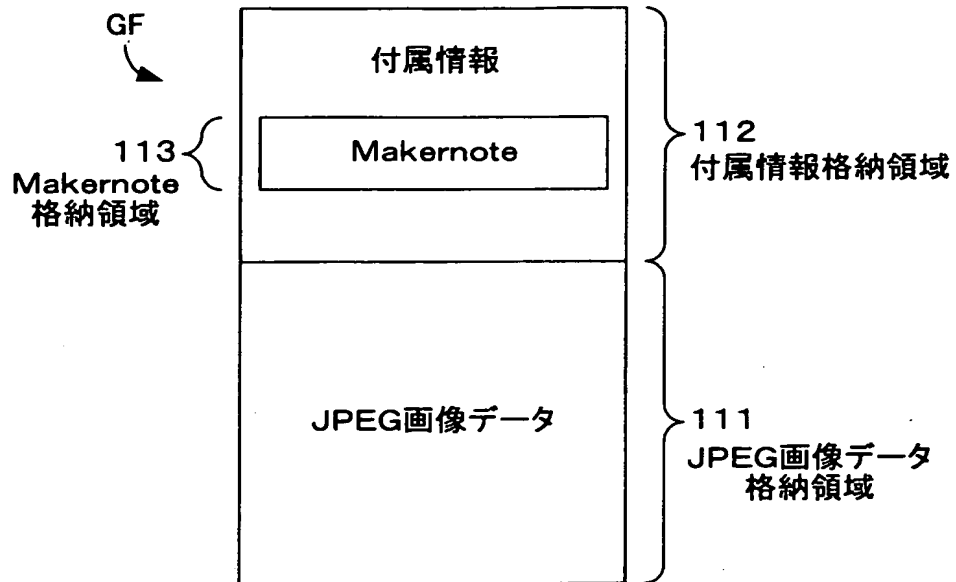 GF
付属情報
Makernote
113
Makernote
格納領域
112
付属情報格納領域
JPEG画像データ
111
JPEG画像データ
格納領域